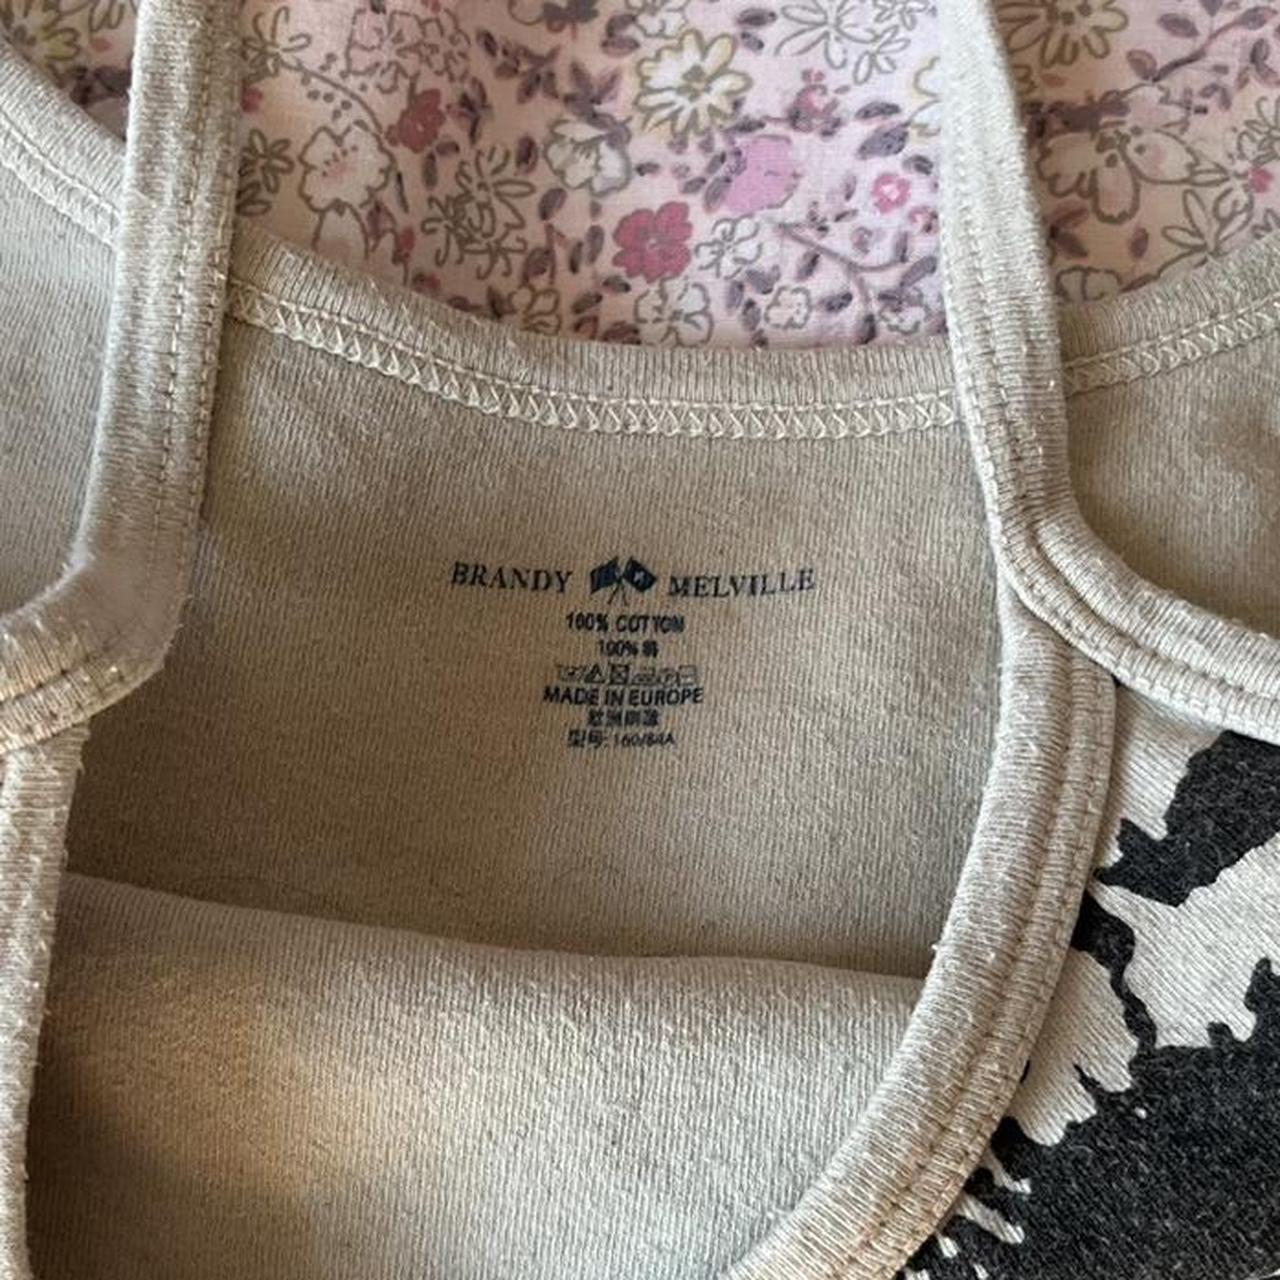 BRANDY MELVILLE
100% COTTON
100% 棉
MADE IN EUROPE
欧洲制造
型号: 160/84A